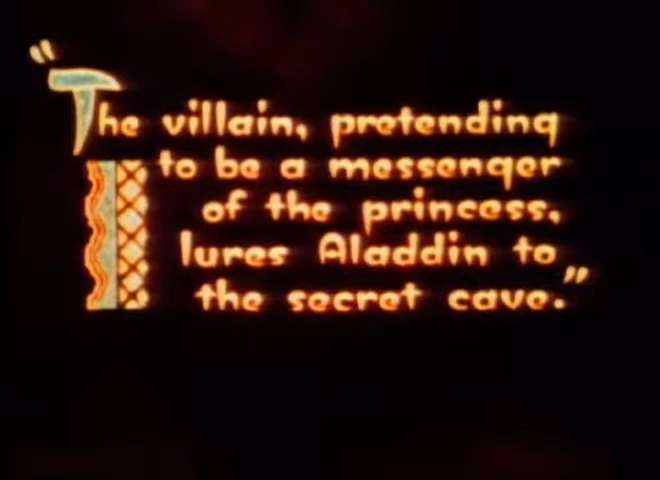 "The villain, pretending
to be a messenger
of the princess,
lures Aladdin to
the secret cave."